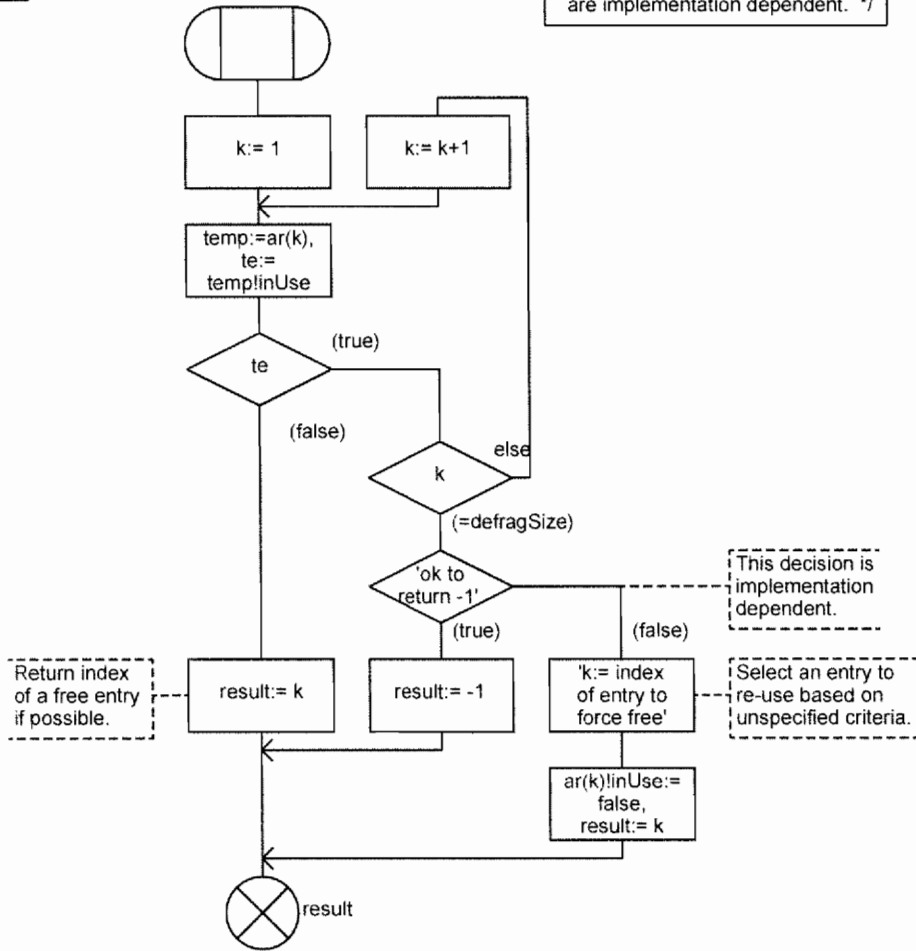 are implementation dependent. */
k:= 1
k:= k+1
temp:=ar(k),
te:=
temp!inUse
te
(true)
(false)
k
else
(=defragSize)
'ok to
return -1'
This decision is
implementation
dependent.
(true)
(false)
Return index
of a free entry
if possible.
result:= k
result:= -1
'k:= index
of entry to
force free'
Select an entry to
re-use based on
unspecified criteria.
ar(k)!inUse:=
false,
result:= k
result